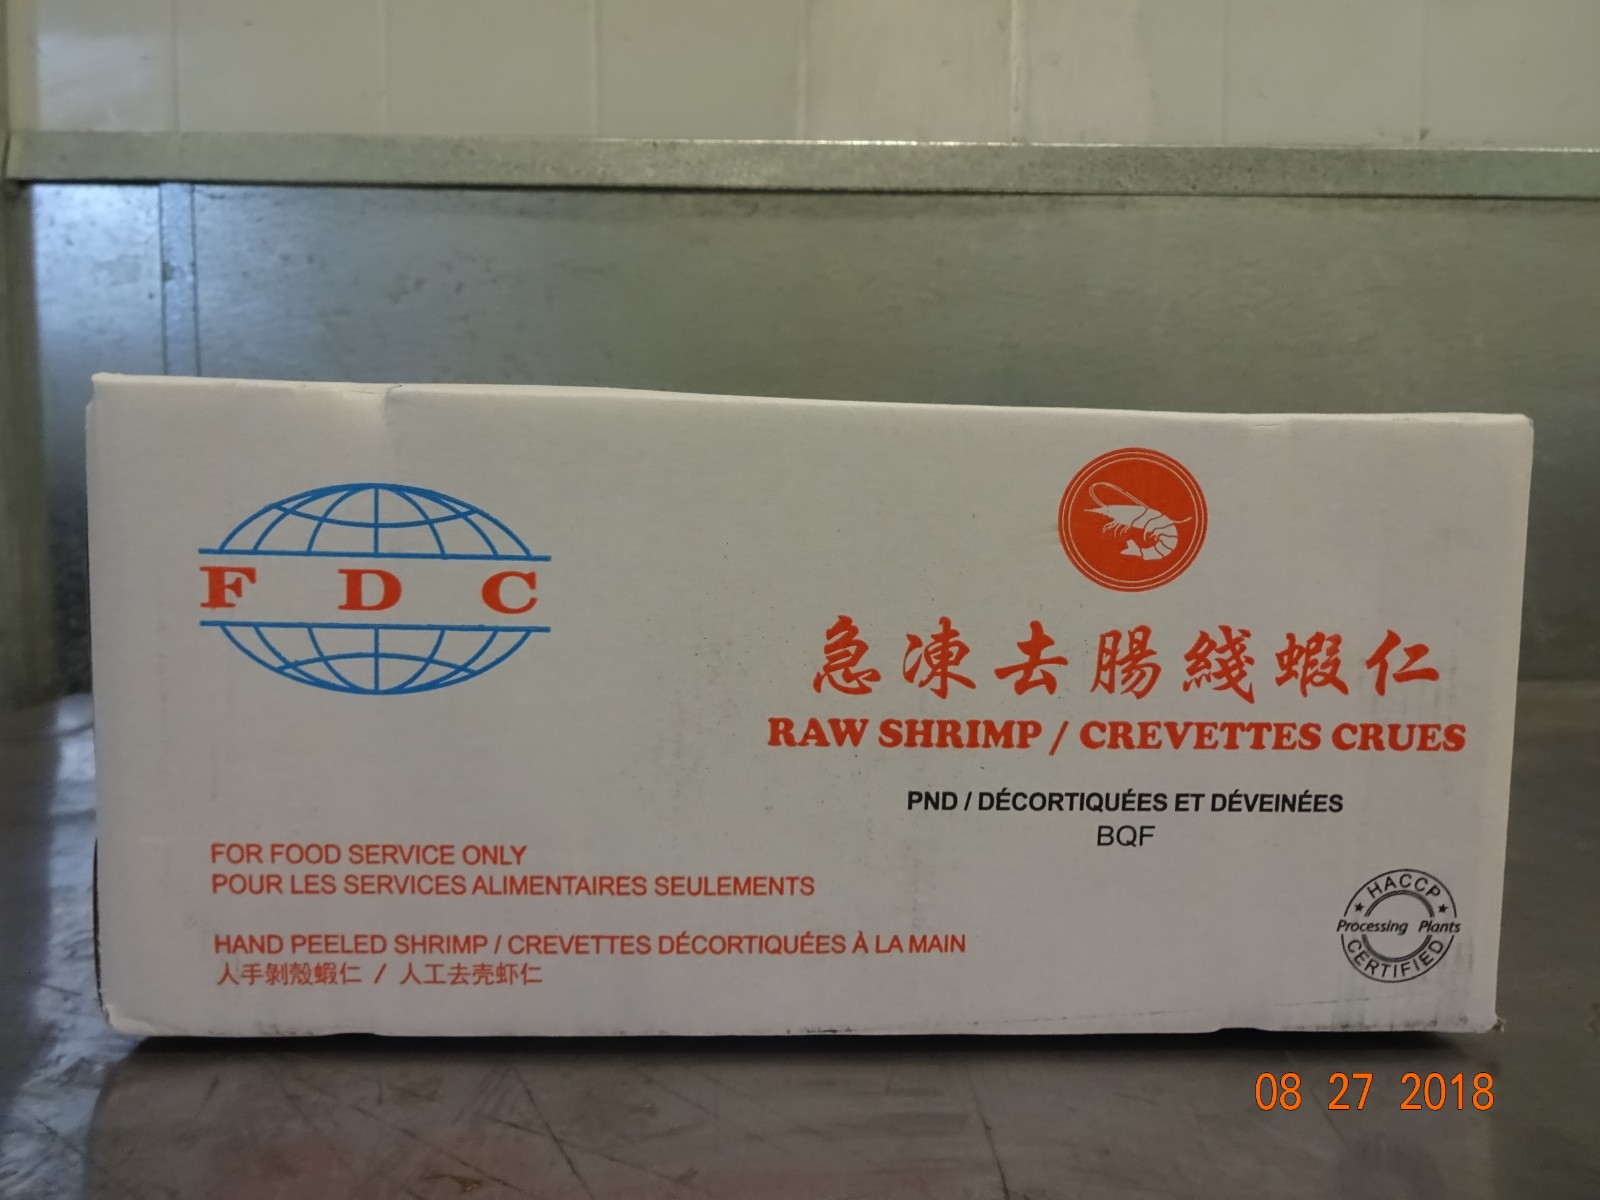 F D C
急凍去腸綫蝦仁
RAW SHRIMP / CREVETTES CRUES
PND / DÉCORTIQUÉES ET DÉVEINÉES
BQF
FOR FOOD SERVICE ONLY
POUR LES SERVICES ALIMENTAIRES SEULEMENTS
HAND PEELED SHRIMP / CREVETTES DÉCORTIQUÉES À LA MAIN
人手剝殼蝦仁 / 人工去壳虾仁
HACCP
Processing Plants
CERTIFIED
08 27 2018